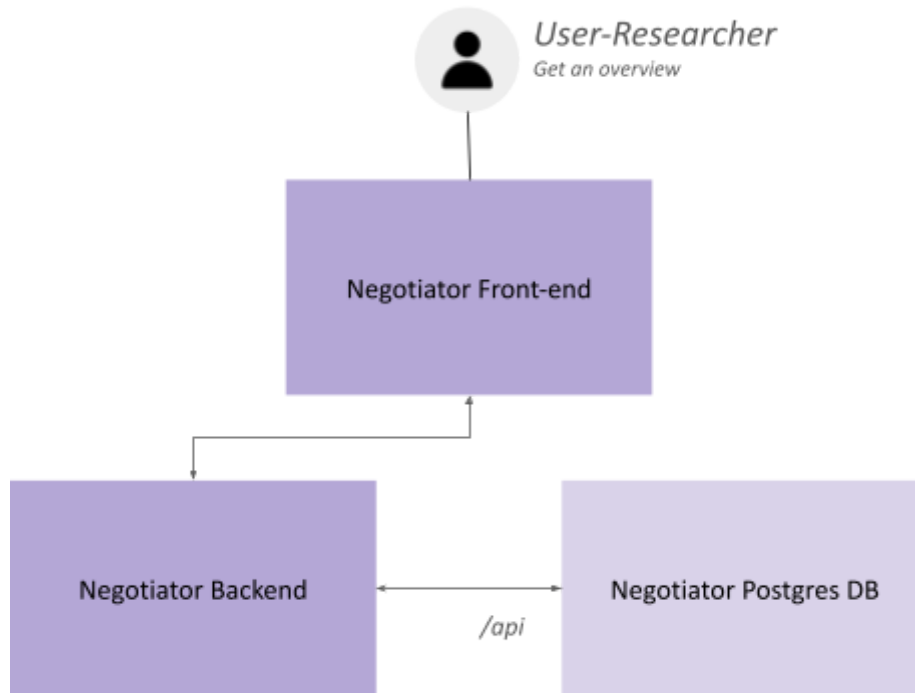 User-Researcher
Get an overview
Negotiator Front-end
Negotiator Backend
Negotiator Postgres DB
/api